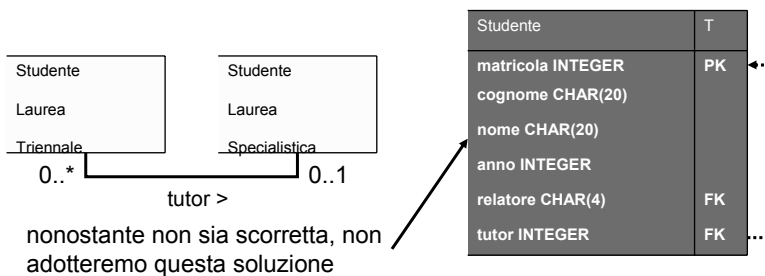 Studente
Laurea
Triennale
Studente
Laurea
Specialistica
0..*
0..1
tutor >
nonostante non sia scorretta, non
adotteremo questa soluzione
Studente T
matricola INTEGER PK
cognome CHAR(20)
nome CHAR(20)
anno INTEGER
relatore CHAR(4) FK
tutor INTEGER FK